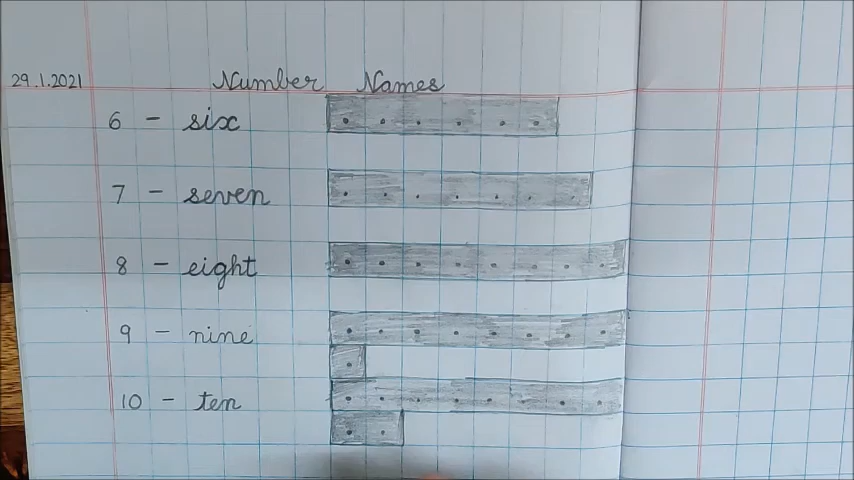 29.1.2021 Number Names
6 - six
7 - seven
8 - eight
9 - nine
10 - ten